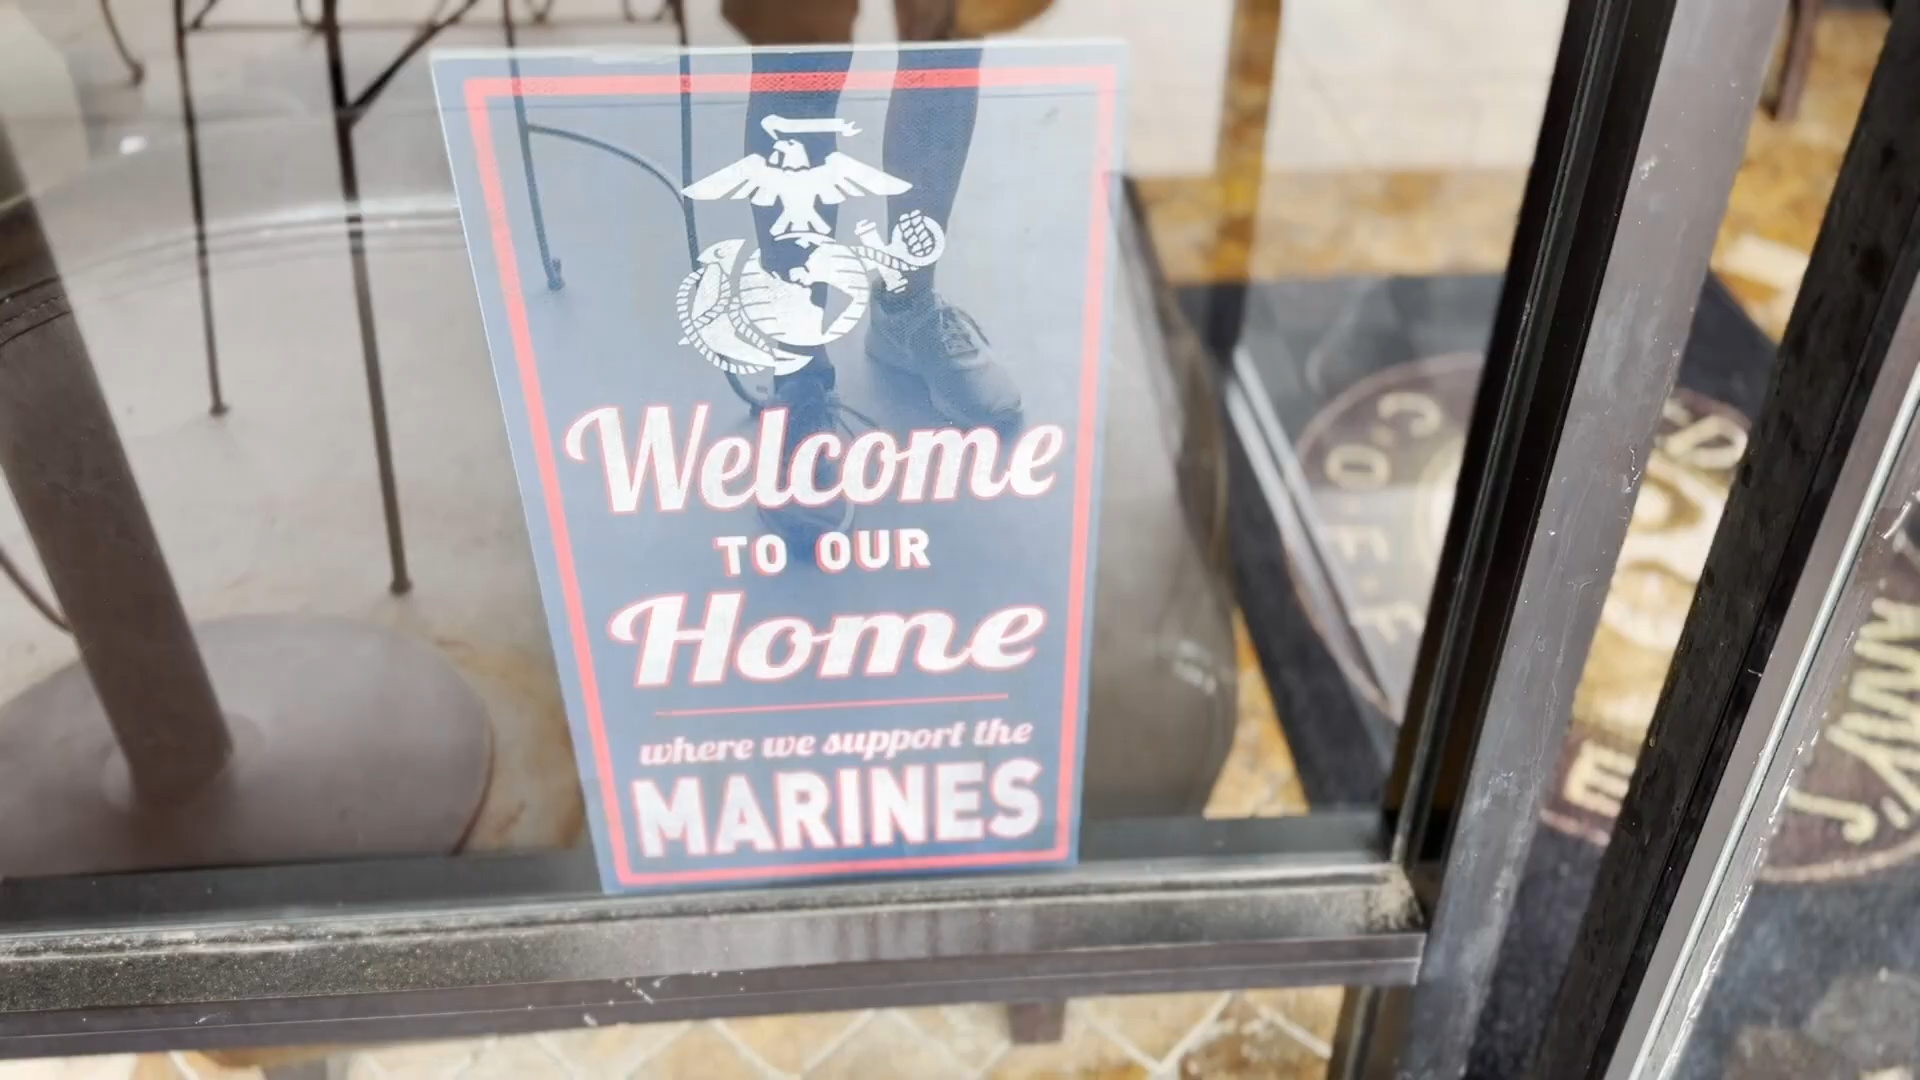 Welcome
TO OUR
Home
where we support the
MARINES